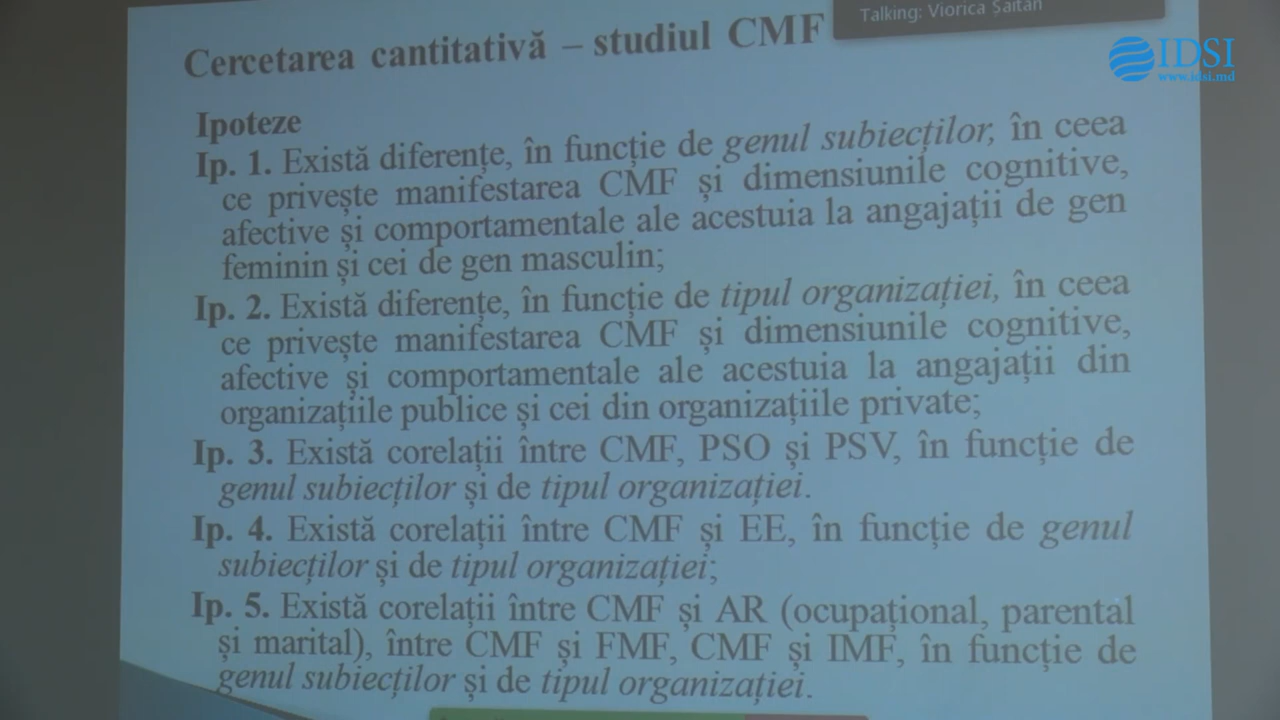 Talking: Viorica Șaitan
IDSI
www.idsi.md
Cercetarea cantitativă – studiul CMF
Ipoteze
Ip. 1. Există diferențe, în funcție de genul subiecților, în ceea
ce privește manifestarea CMF și dimensiunile cognitive,
afective și comportamentale ale acestuia la angajații de gen
feminin și cei de gen masculin;
Ip. 2. Există diferențe, în funcție de tipul organizației, în ceea
ce privește manifestarea CMF și dimensiunile cognitive,
afective și comportamentale ale acestuia la angajații din
organizațiile publice și cei din organizațiile private;
Ip. 3. Există corelații între CMF, PSO și PSV, în funcție de
genul subiecților și de tipul organizației.
Ip. 4. Există corelații între CMF și EE, în funcție de genul
subiecților și de tipul organizației;
Ip. 5. Există corelații între CMF și AR (ocupațional, parental
și marital), între CMF și FMF, CMF și IMF, în funcție de
genul subiecților și de tipul organizației.